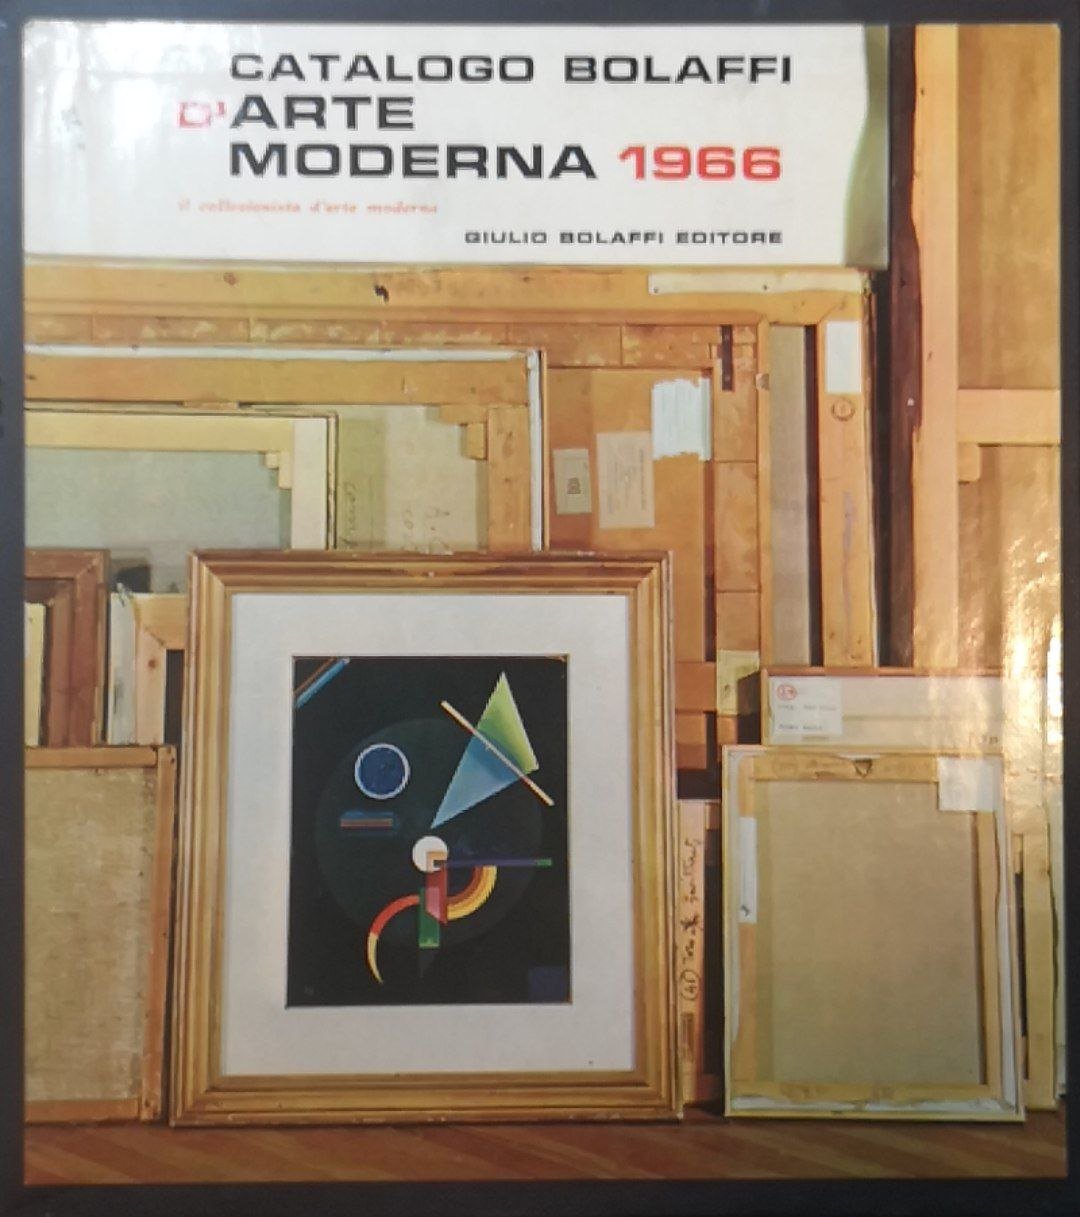 CATALOGO BOLAFFI
D'ARTE
MODERNA 1966
il collezionista d'arte moderna
GIULIO BOLAFFI EDITORE